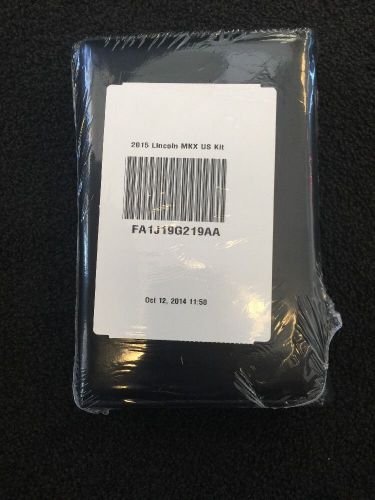 2015 Lincoln MKX US Kit
FA1J19G219AA
Oct 12, 2014 11:50